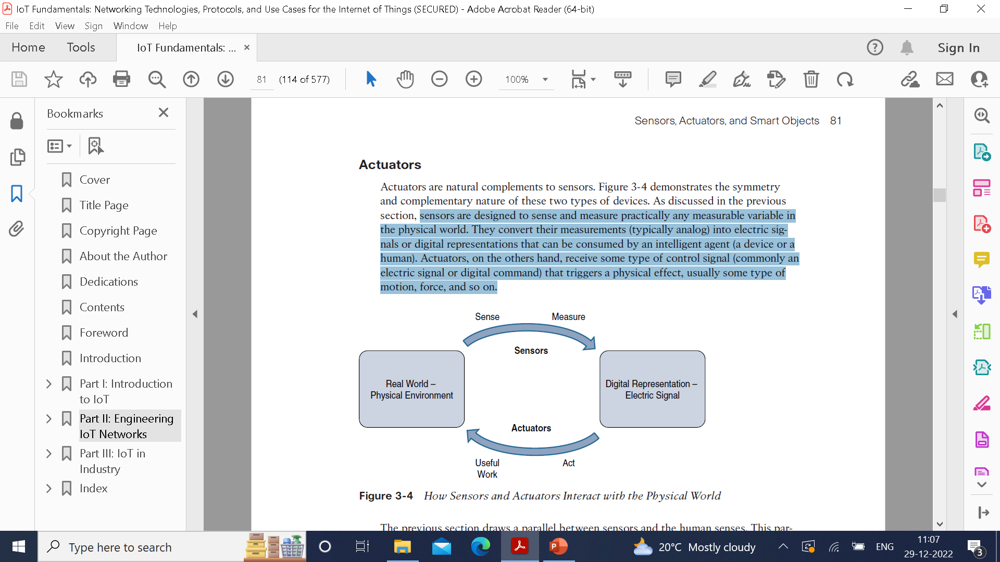 IoT Fundamentals: Networking Technologies, Protocols, and Use Cases for the Internet of Things (SECURED) - Adobe Acrobat Reader (64-bit)
File Edit View Sign Window Help
Home Tools IoT Fundamentals: ... Sign In
81 (114 of 577) 100%
Bookmarks
Cover
Title Page
Copyright Page
About the Author
Dedications
Contents
Foreword
Introduction
Part I: Introduction
to IoT
Part II: Engineering
IoT Networks
Part III: IoT in
Industry
Index
Sensors, Actuators, and Smart Objects 81
Actuators
Actuators are natural complements to sensors. Figure 3-4 demonstrates the symmetry
and complementary nature of these two types of devices. As discussed in the previous
section, sensors are designed to sense and measure practically any measurable variable in
the physical world. They convert their measurements (typically analog) into electric sig-
nals or digital representations that can be consumed by an intelligent agent (a device or a
human). Actuators, on the others hand, receive some type of control signal (commonly an
electric signal or digital command) that triggers a physical effect, usually some type of
motion, force, and so on.
Sense Measure
Sensors
Real World –
Physical Environment
Digital Representation –
Electric Signal
Actuators
Useful
Work
Act
Figure 3-4 How Sensors and Actuators Interact with the Physical World
The previous section draws a parallel between sensors and the human senses. This par-
Type here to search
20°C Mostly cloudy
ENG
11:07
29-12-2022
3